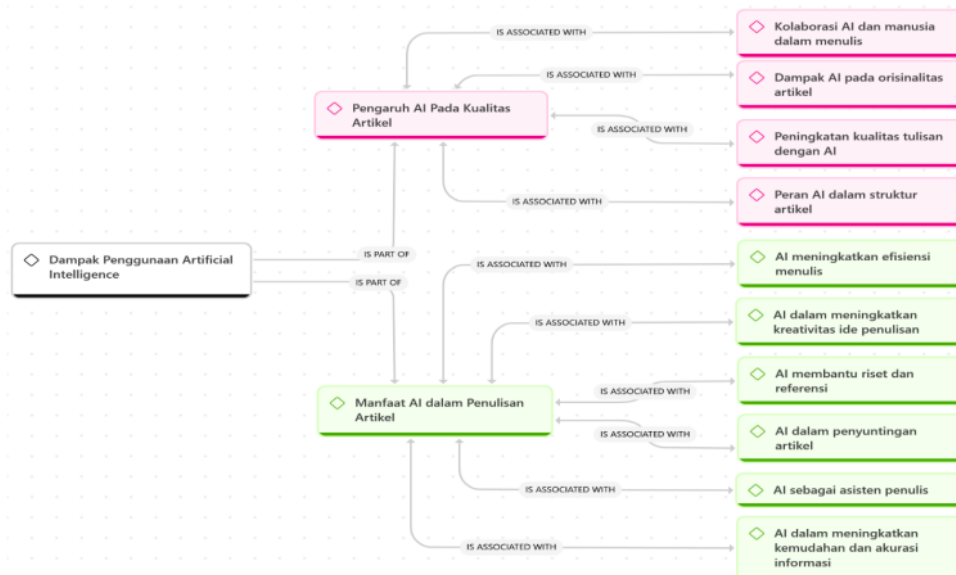 IS ASSOCIATED WITH
Kolaborasi AI dan manusia
dalam menulis
IS ASSOCIATED WITH
Dampak AI pada orisinalitas
artikel
Pengaruh AI Pada Kualitas
Artikel
IS ASSOCIATED WITH
Peningkatan kualitas tulisan
dengan AI
IS ASSOCIATED WITH
Peran AI dalam struktur
artikel
Dampak Penggunaan Artificial
Intelligence
IS PART OF
IS PART OF
IS ASSOCIATED WITH
AI meningkatkan efisiensi
menulis
IS ASSOCIATED WITH
AI dalam meningkatkan
kreativitas ide penulisan
Manfaat AI dalam Penulisan
Artikel
IS ASSOCIATED WITH
AI membantu riset dan
referensi
IS ASSOCIATED WITH
AI dalam penyuntingan
artikel
IS ASSOCIATED WITH
AI sebagai asisten penulis
IS ASSOCIATED WITH
AI dalam meningkatkan
kemudahan dan akurasi
informasi